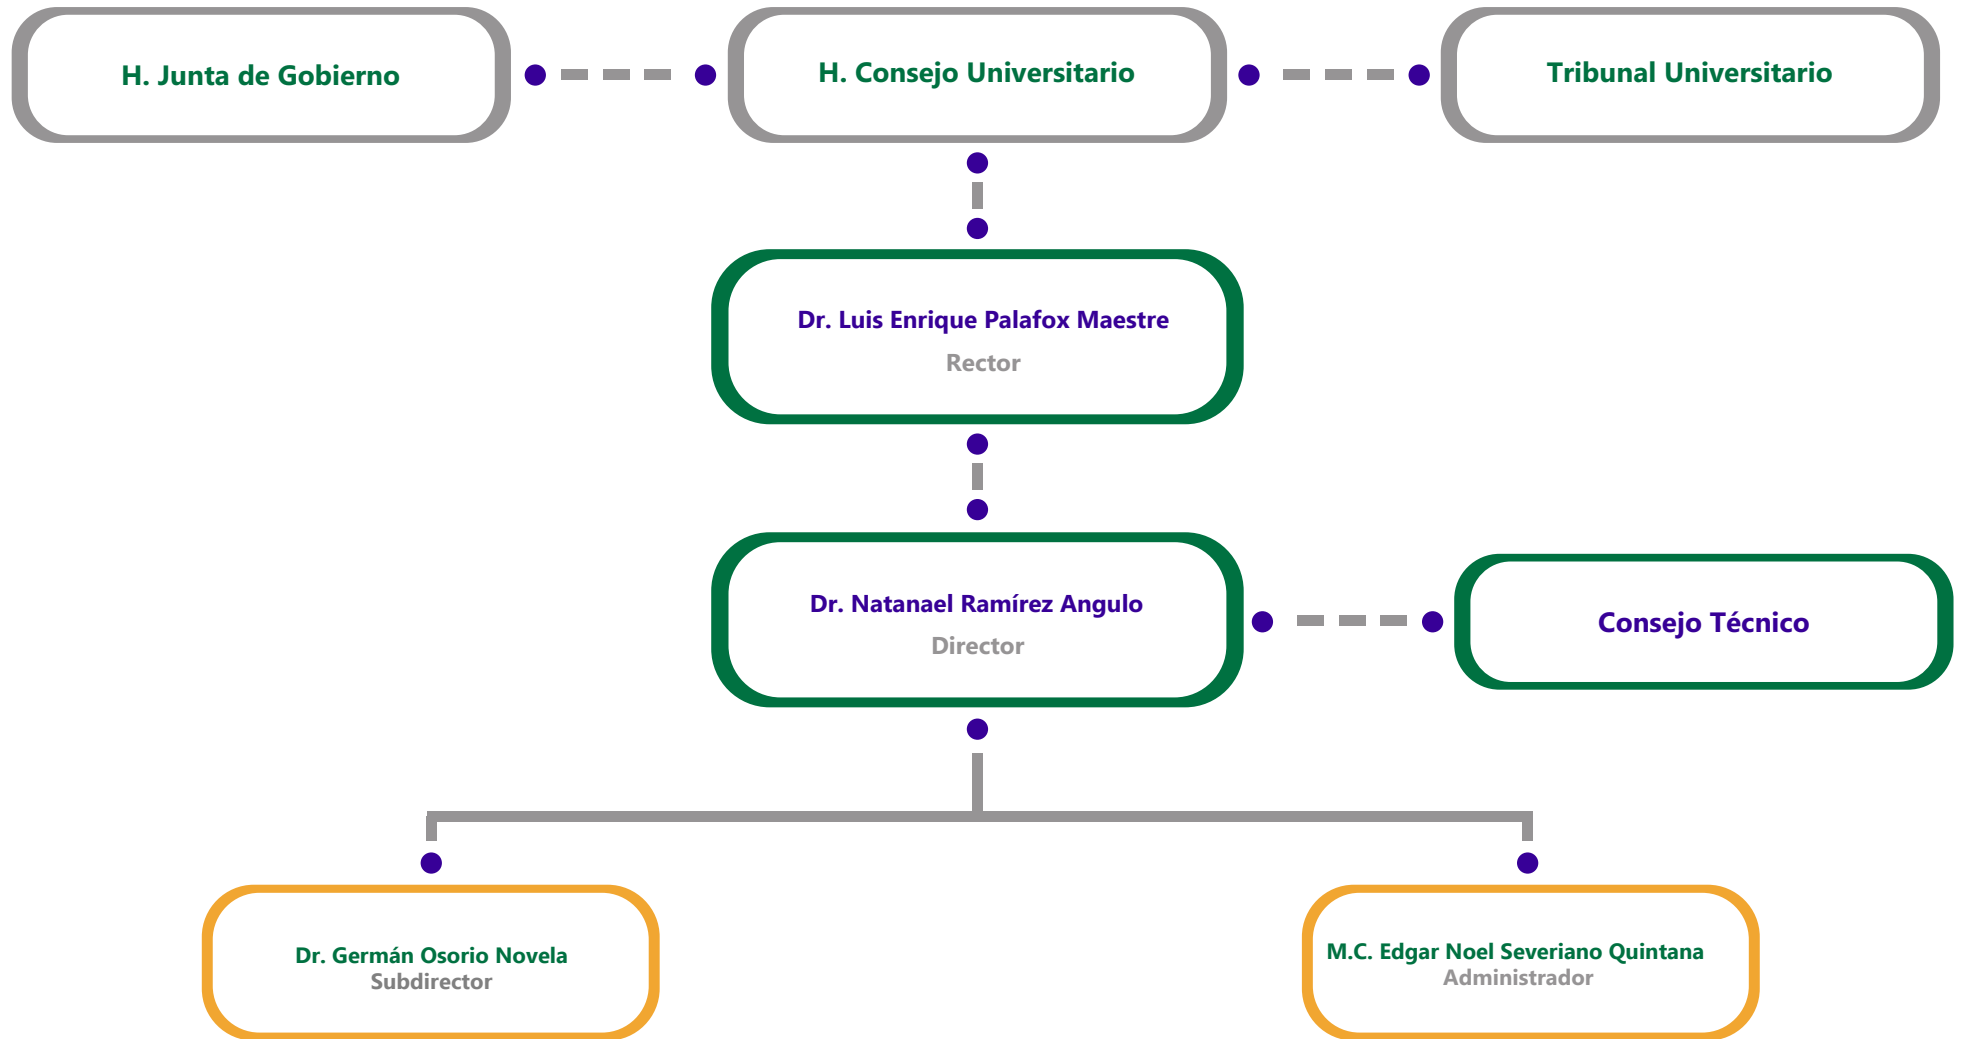 H. Junta de Gobierno
H. Consejo Universitario
Tribunal Universitario
Dr. Luis Enrique Palafox Maestre
Rector
Dr. Natanael Ramírez Angulo
Director
Consejo Técnico
Dr. Germán Osorio Novela
Subdirector
M.C. Edgar Noel Severiano Quintana
Administrador